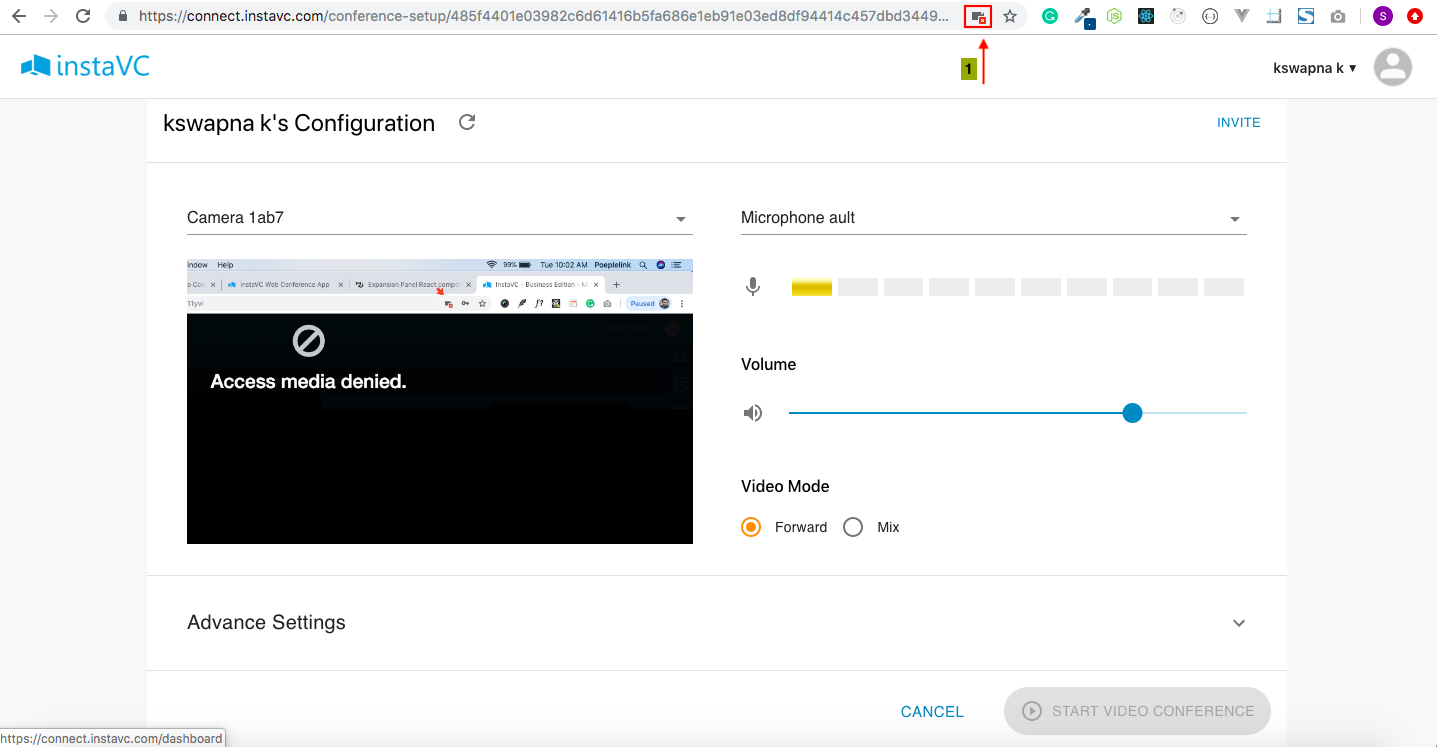 https://connect.instavc.com/conference-setup/485f4401e03982c6d61416b5fa686e1eb91e03ed8df94414c457dbd3449...
S
1
instaVC
kswapna k ▾
kswapna k's Configuration
INVITE
Camera 1ab7
Microphone ault
indow Help
99% Tue 10:02 AM Poeplelink
InstaVC Web Conference App
Expansion Panel React compor
InstaVC - Business Edition - M
11yvi
f?
Paused
Access media denied.
Volume
Video Mode
Forward
Mix
Advance Settings
CANCEL
START VIDEO CONFERENCE
https://connect.instavc.com/dashboard